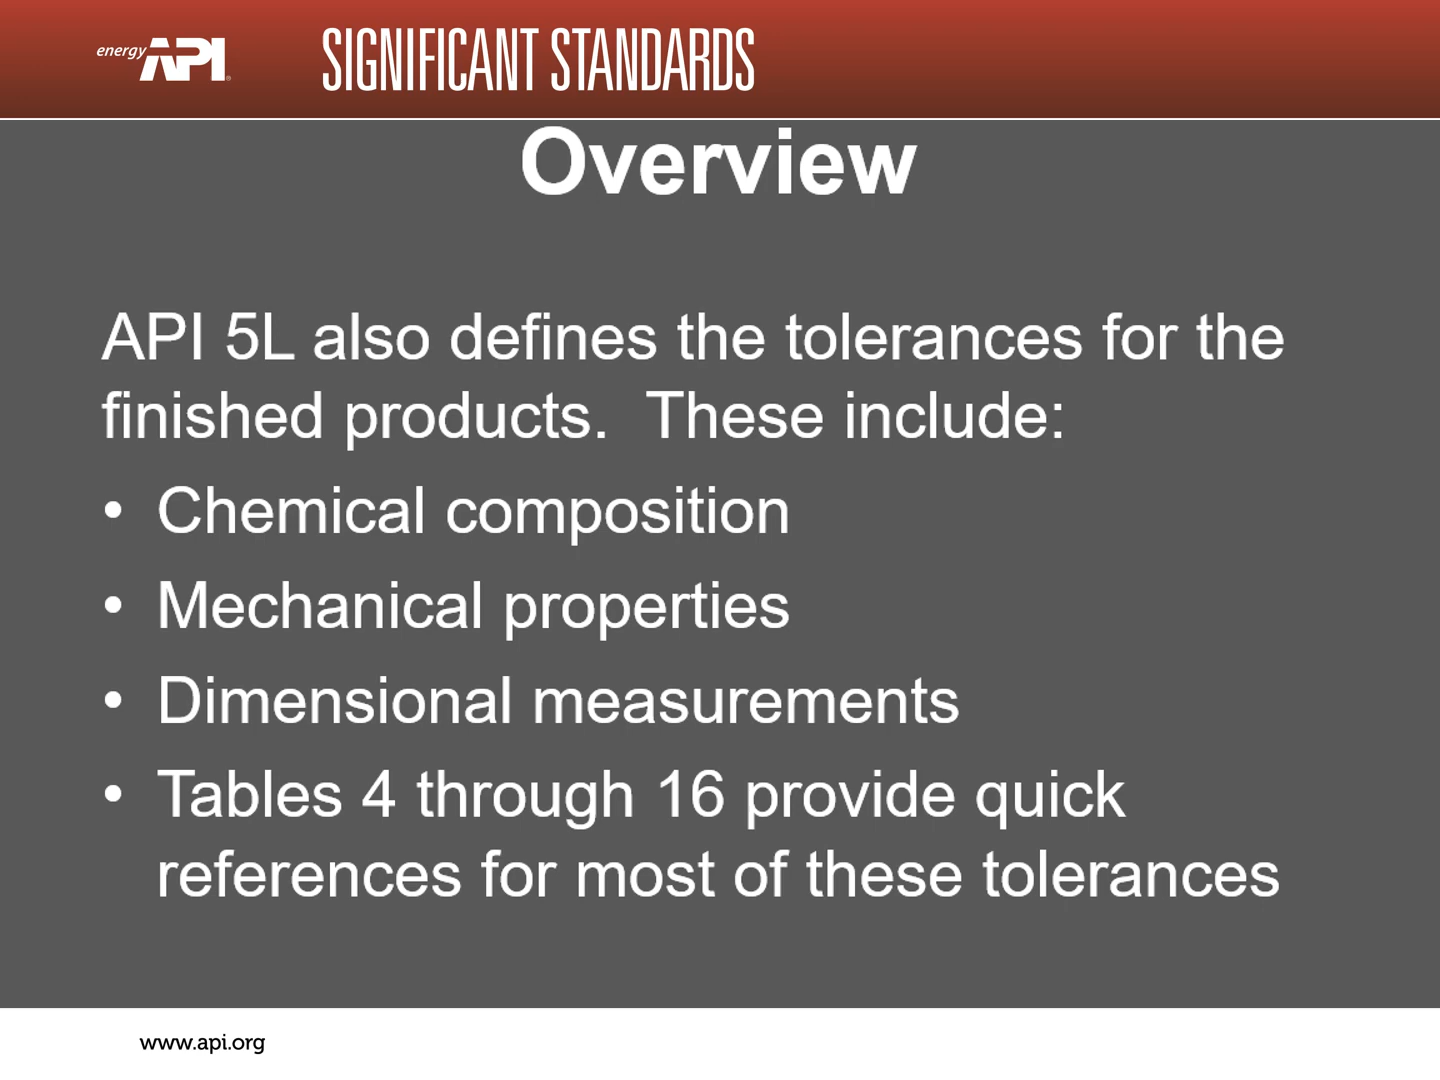 energy API
SIGNIFICANT STANDARDS
Overview
API 5L also defines the tolerances for the
finished products.  These include:
• Chemical composition
• Mechanical properties
• Dimensional measurements
• Tables 4 through 16 provide quick
references for most of these tolerances
www.api.org